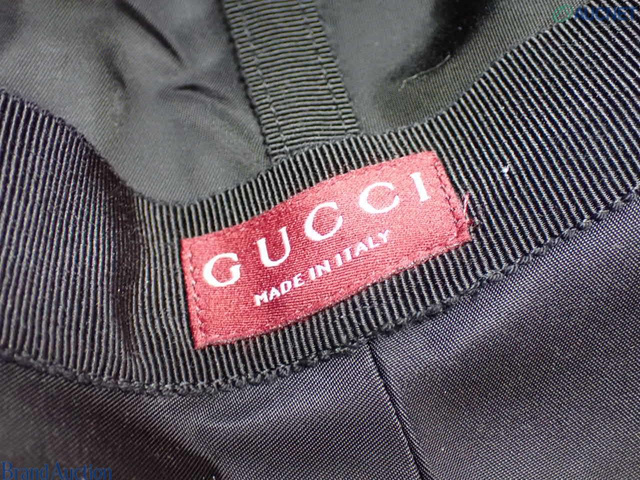 GUCCI
MADE IN ITALY
Brand Auction